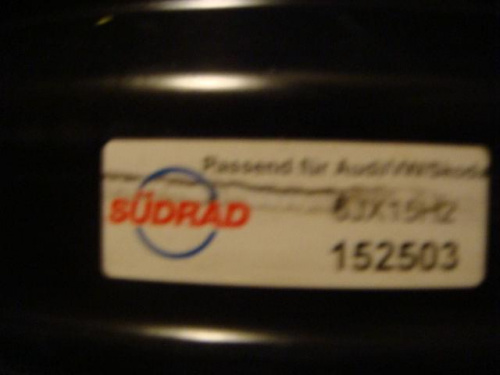 Passend für Audi/VW/Skoda
SÜDRAD
6JX15H2
152503